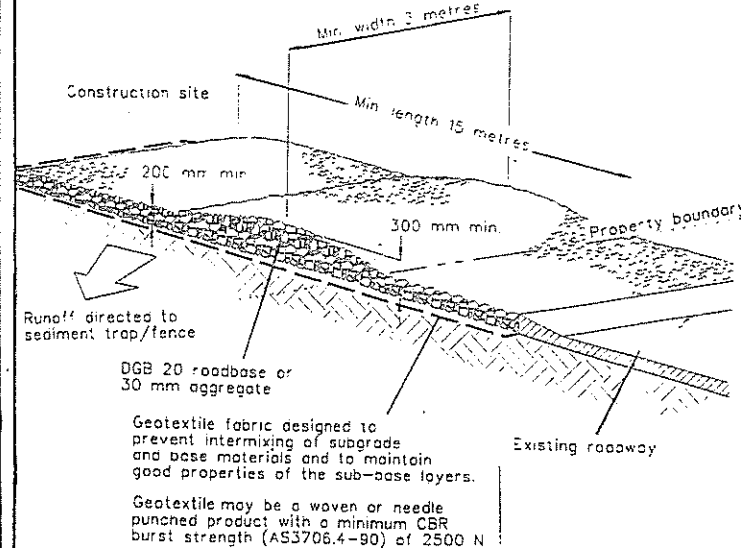 Min. width 3 metres
Construction site
Min length 15 metres
200 mm min
300 mm min.
Property boundary
Runoff directed to
sediment trap/fence
DGB 20 roadbase or
30 mm aggregate
Geotextile fabric designed to
prevent intermixing of subgrade
and base materials and to maintain
good properties of the sub-base layers.
Existing roadway
Geotextile may be a woven or needle
punched product with a minimum CBR
burst strength (AS3706.4-90) of 2500 N